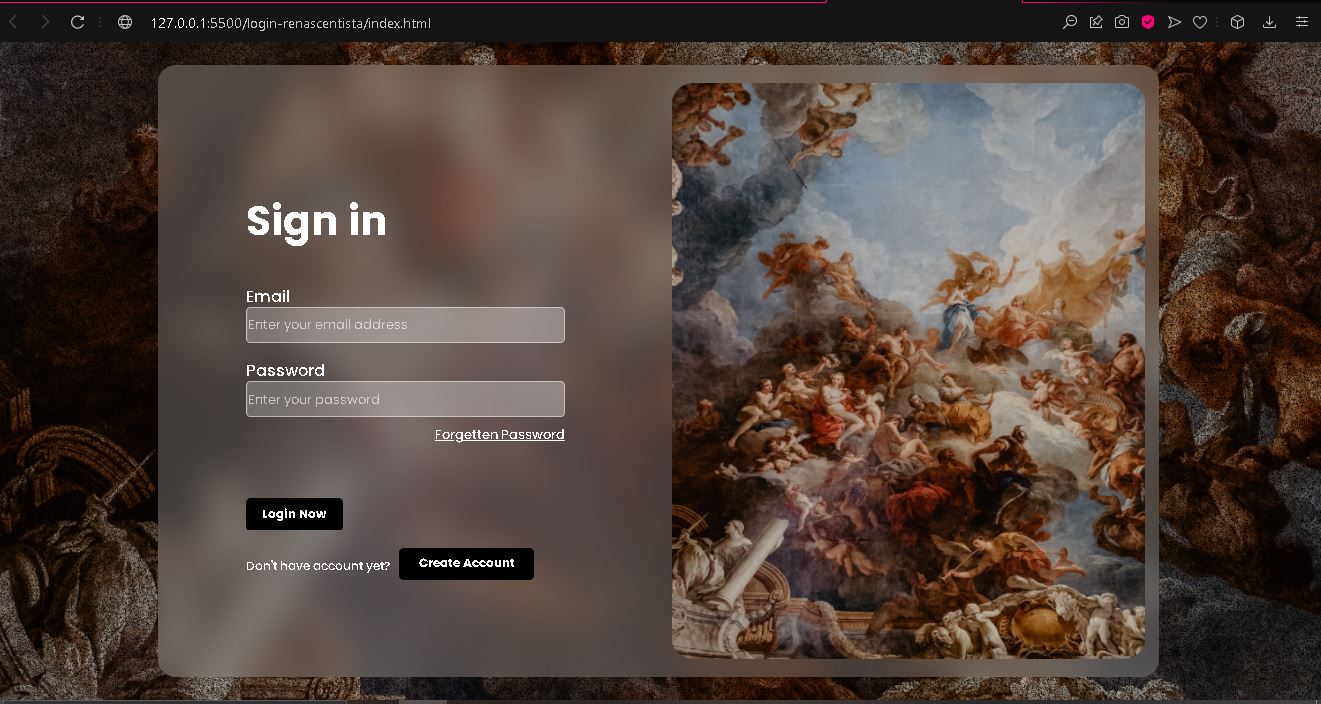 127.0.0.1:5500/login-renascentista/index.html
Sign in
Email
Enter your email address
Password
Enter your password
Forgetten Password
Login Now
Don't have account yet? Create Account